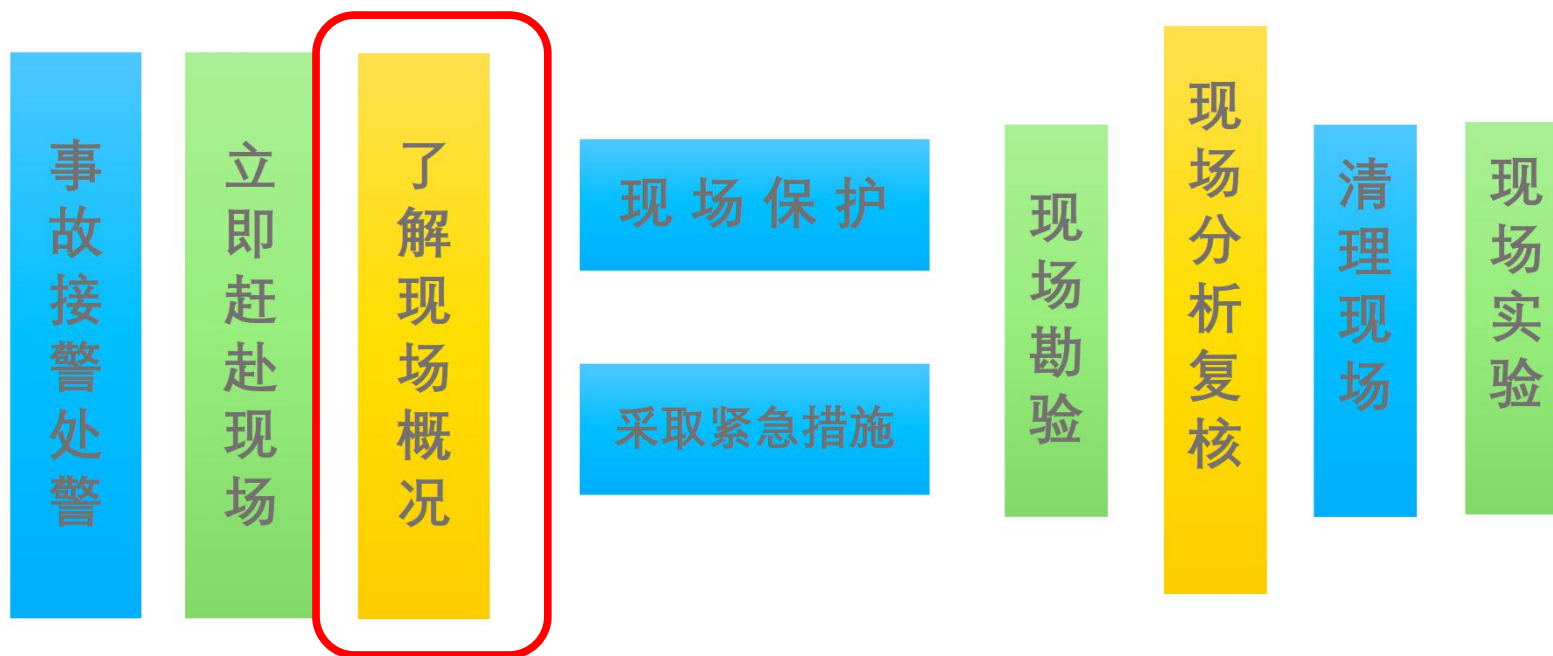 事故接警处警
立即赶赴现场
了解现场概况
现场保护
采取紧急措施
现场勘验
现场分析复核
清理现场
现场实验